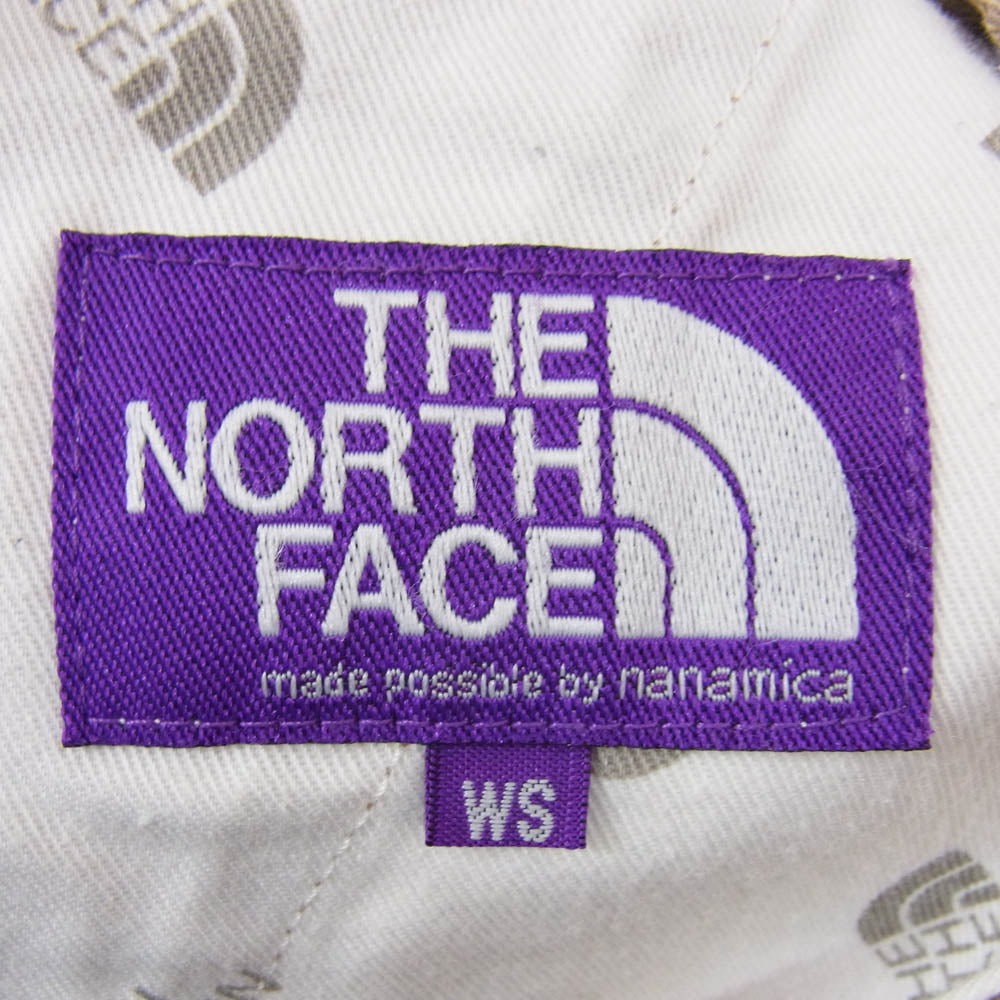 THE
NORTH
FACE
made possible by nanamica
WS